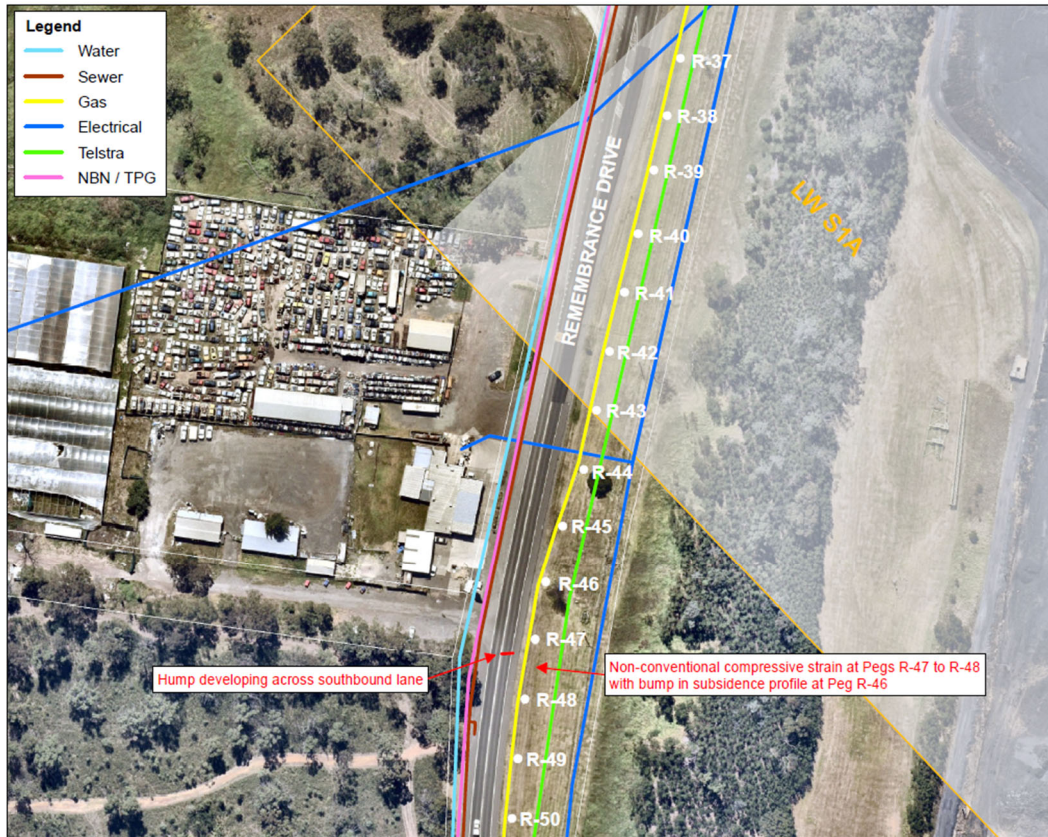 Legend
Water
Sewer
Gas
Electrical
Telstra
NBN / TPG
REMEMBRANCE DRIVE
LW S1A
R-37
R-38
R-39
R-40
R-41
R-42
R-43
R-44
R-45
R-46
R-47
Hump developing across southbound lane
Non-conventional compressive strain at Pegs R-47 to R-48
with bump in subsidence profile at Peg R-46
R-48
R-49
R-50